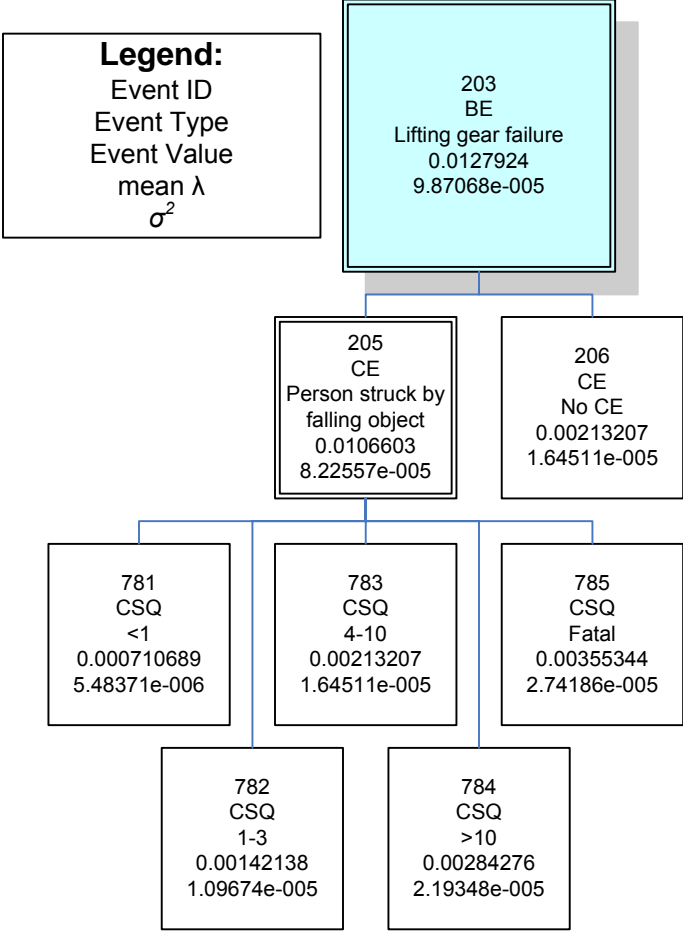 Legend:
Event ID
Event Type
Event Value
mean λ
σ²
203
BE
Lifting gear failure
0.0127924
9.87068e-005
205
CE
Person struck by
falling object
0.0106603
8.22557e-005
206
CE
No CE
0.00213207
1.64511e-005
781
CSQ
<1
0.000710689
5.48371e-006
783
CSQ
4-10
0.00213207
1.64511e-005
785
CSQ
Fatal
0.00355344
2.74186e-005
782
CSQ
1-3
0.00142138
1.09674e-005
784
CSQ
>10
0.00284276
2.19348e-005